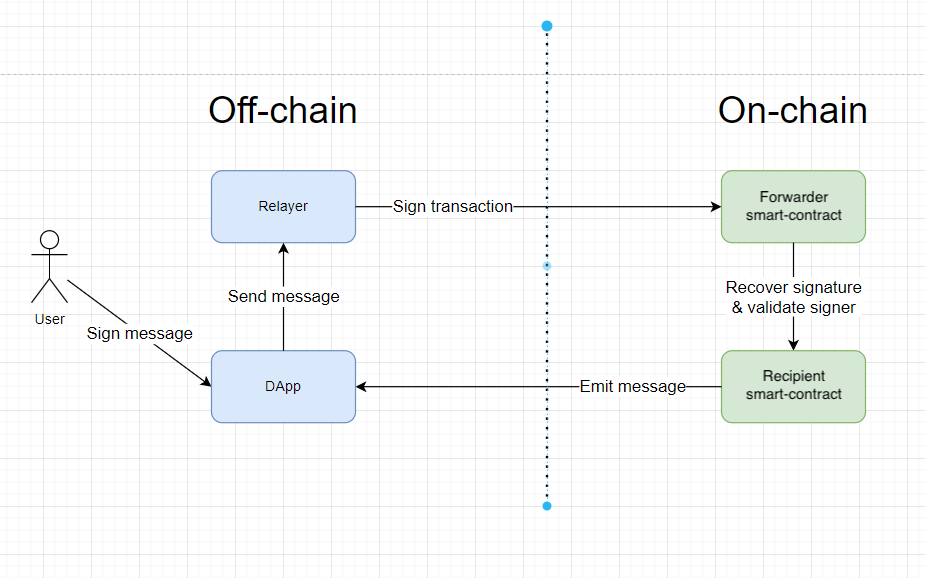 Off-chain
On-chain
Relayer
Sign transaction
Forwarder
smart-contract
User
Send message
Recover signature
& validate signer
Sign message
DApp
Emit message
Recipient
smart-contract